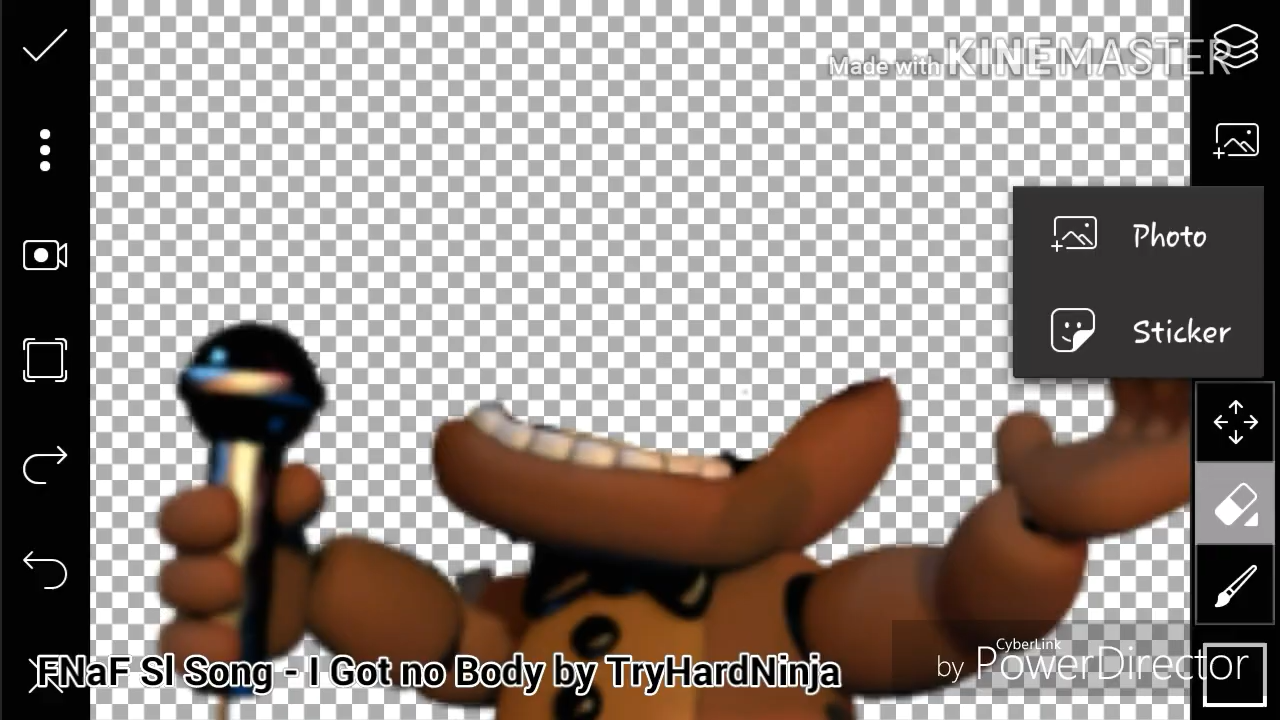 Made with KINEMASTER
Photo
Sticker
FNaF Sl Song - I Got no Body by TryHardNinja
CyberLink
by PowerDirector